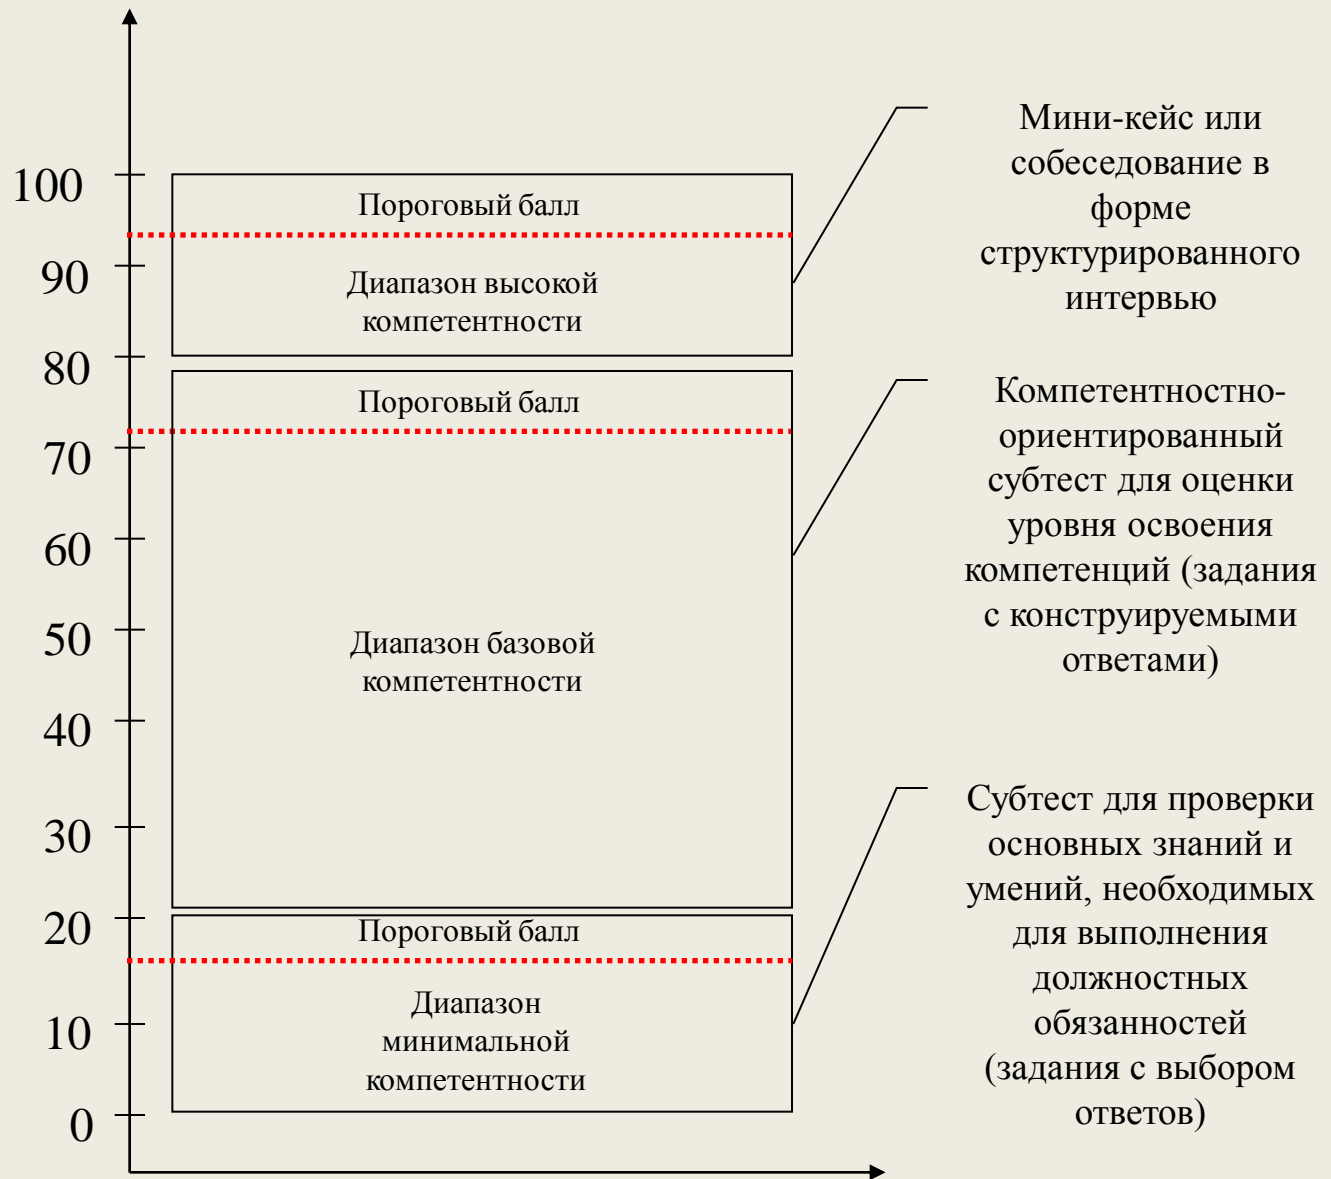 100
90
80
70
60
50
40
30
20
10
0
Пороговый балл
Диапазон высокой
компетентности
Пороговый балл
Диапазон базовой
компетентности
Пороговый балл
Диапазон
минимальной
компетентности
Мини-кейс или
собеседование в
форме
структурированного
интервью
Компетентностно-
ориентированный
субтест для оценки
уровня освоения
компетенций (задания
с конструируемыми
ответами)
Субтест для проверки
основных знаний и
умений, необходимых
для выполнения
должностных
обязанностей
(задания с выбором
ответов)